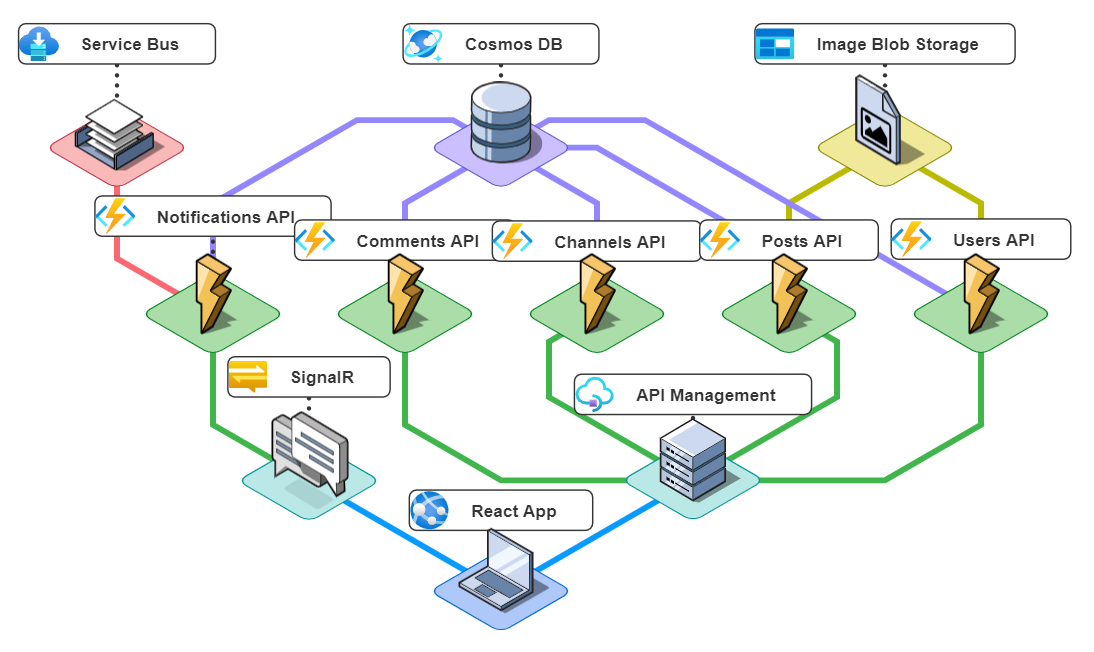 Service Bus
Cosmos DB
Image Blob Storage
Notifications API
Comments API
Channels API
Posts API
Users API
SignalR
API Management
React App